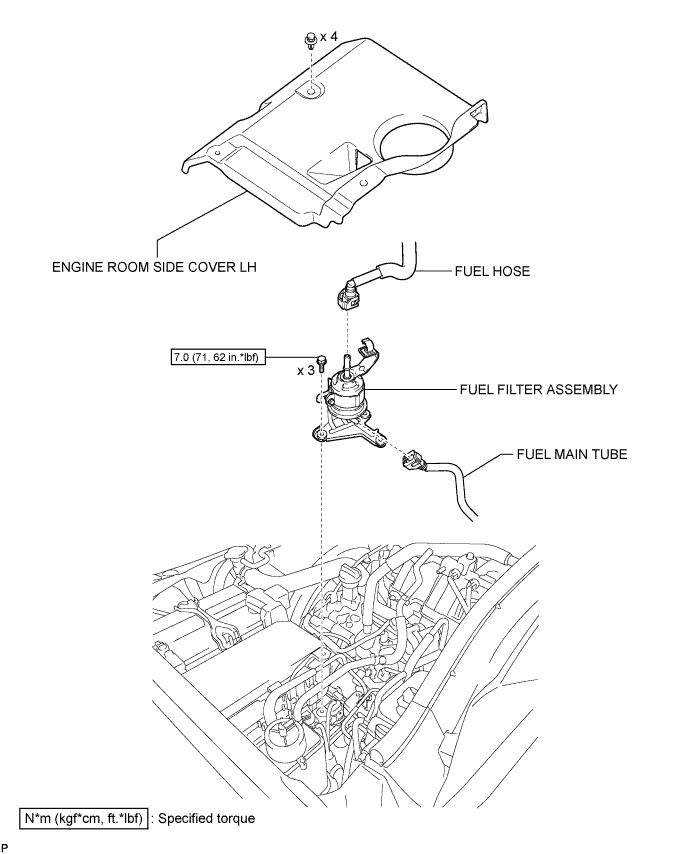 x 4
ENGINE ROOM SIDE COVER LH
FUEL HOSE
7.0 (71, 62 in.*lbf)
x 3
FUEL FILTER ASSEMBLY
FUEL MAIN TUBE
N*m (kgf*cm, ft.*lbf) : Specified torque
P